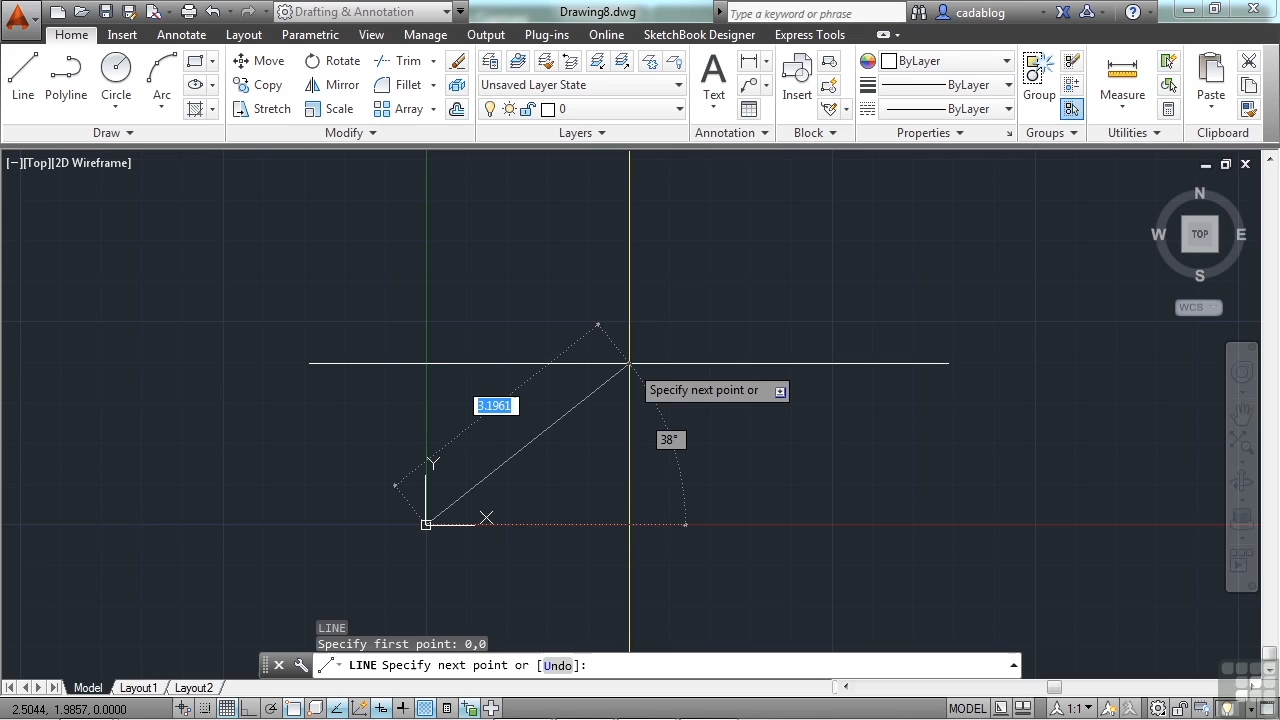 Drafting & Annotation
Drawing8.dwg
Type a keyword or phrase
cadablog
Home Insert Annotate Layout Parametric View Manage Output Plug-ins Online SketchBook Designer Express Tools
Line
Polyline
Circle
Arc
Draw
Move
Rotate
Trim
Copy
Mirror
Fillet
Stretch
Scale
Array
Modify
Unsaved Layer State
0
Layers
Text
Annotation
Insert
Block
ByLayer
ByLayer
ByLayer
Properties
Group
Groups
Measure
Utilities
Paste
Clipboard
[−][Top][2D Wireframe]
N
W
TOP
E
S
WCS
Specify next point or
3.1961
38°
Y
X
LINE
Specify first point: 0,0
LINE Specify next point or [Undo]:
Model Layout1 Layout2
2.5044, 1.9857, 0.0000
MODEL
1:1